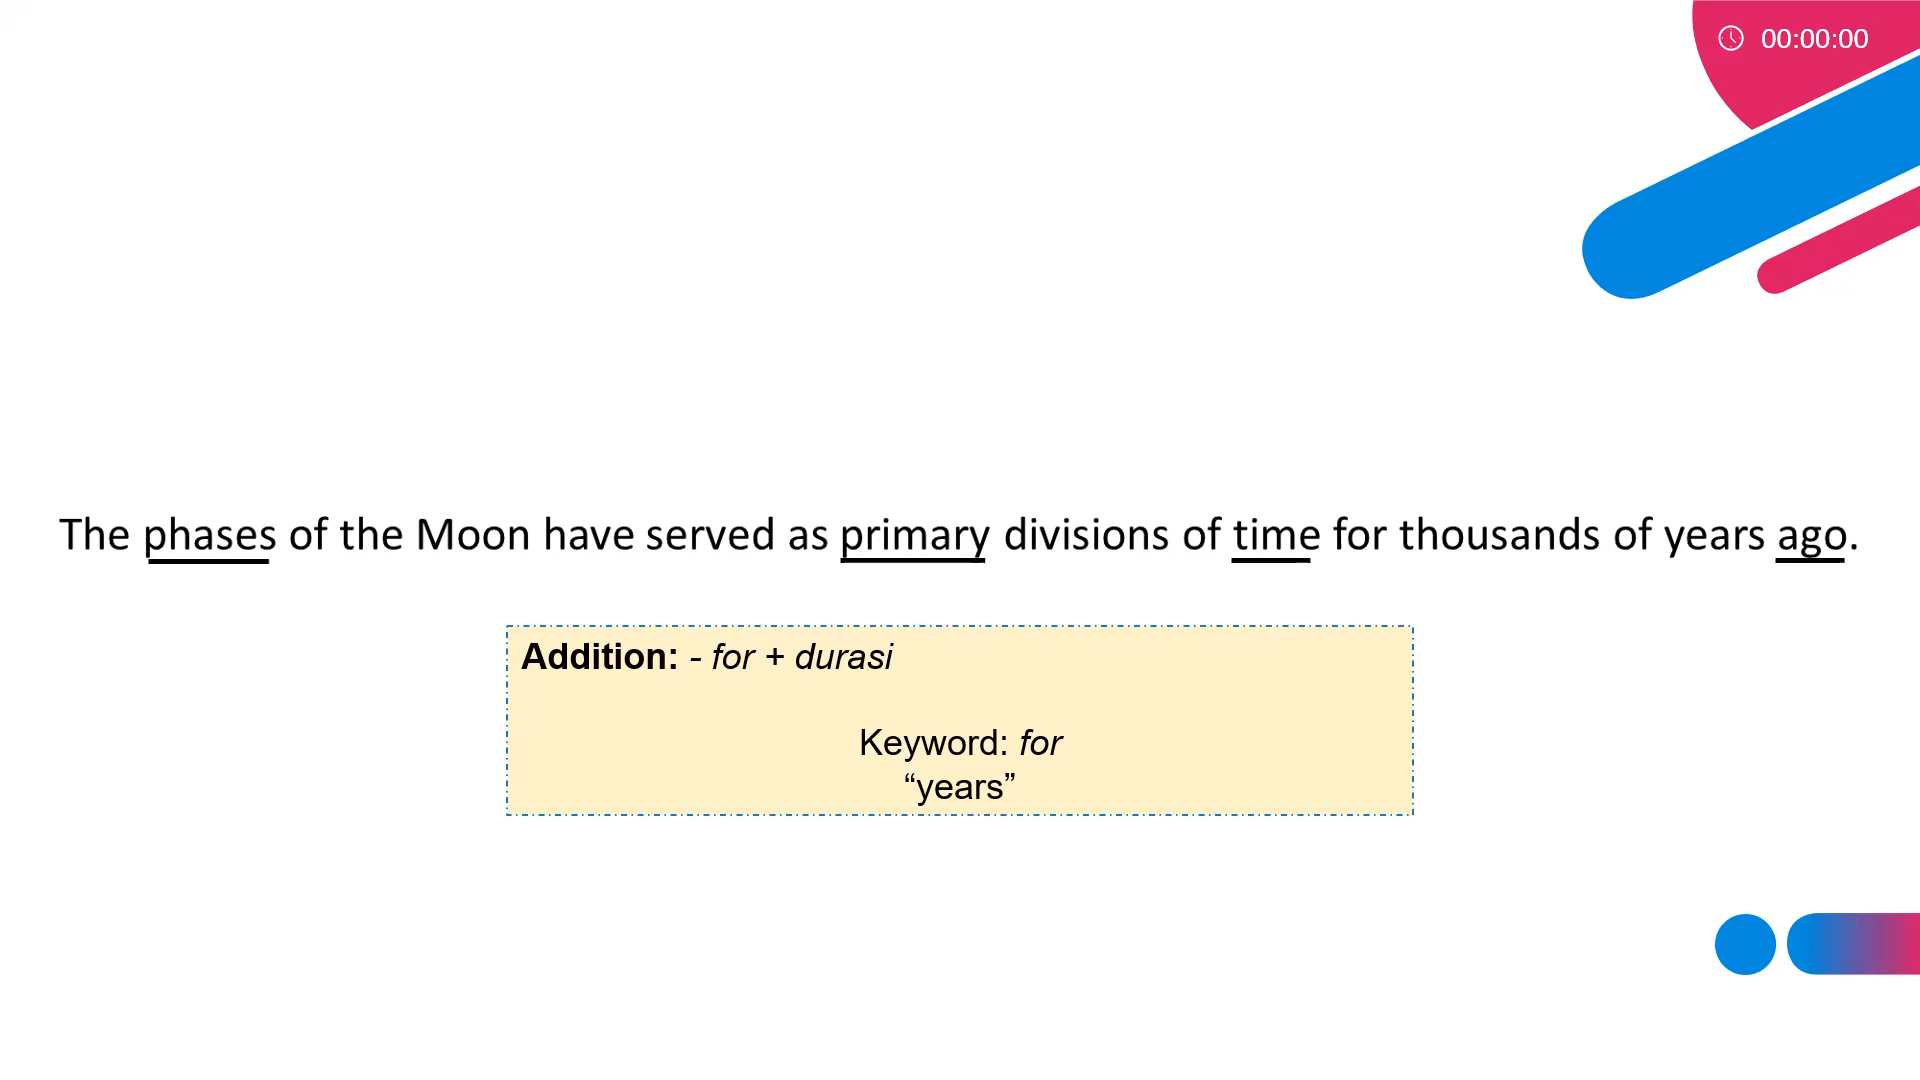 00:00:00
The phases of the Moon have served as primary divisions of time for thousands of years ago.
Addition: - for + durasi
Keyword: for
“years”